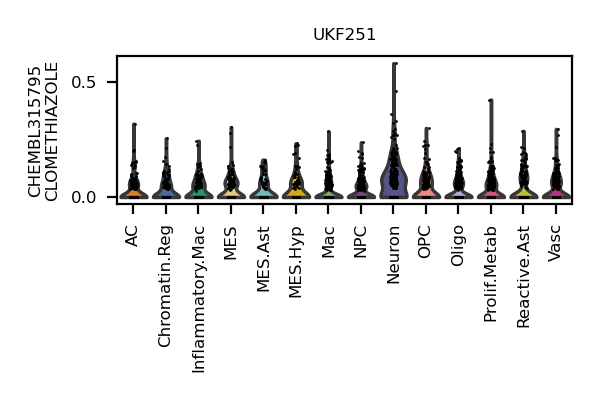 UKF251
CHEMBL315795
CLOMETHIAZOLE
0.5
0.0
AC
Chromatin.Reg
Inflammatory.Mac
MES
MES.Ast
MES.Hyp
Mac
NPC
Neuron
OPC
Oligo
Prolif.Metab
Reactive.Ast
Vasc